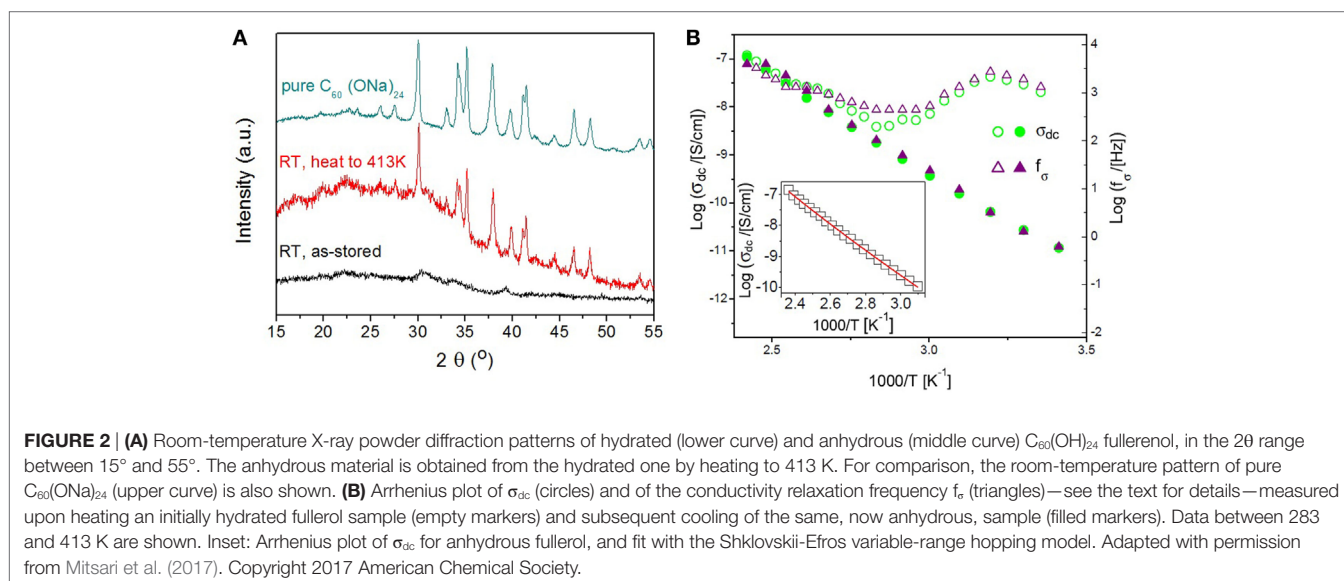 A
pure C60 (ONa)24
RT, heat to 413K
RT, as-stored
Intensity (a.u.)
15 20 25 30 35 40 45 50 55
2 θ (°)
B
Log (σdc /[S/cm])
-7
-8
-9
-10
-11
-12
4
3
2
1
0
-1
-2
Log (fσ/[Hz])
σdc
fσ
Log (σdc /[S/cm])
-7
-8
-9
-10
2.4 2.6 2.8 3.0
1000/T [K-1]
2.5 3.0 3.5
1000/T [K-1]
FIGURE 2 | (A) Room-temperature X-ray powder diffraction patterns of hydrated (lower curve) and anhydrous (middle curve) C60(OH)24 fullerenol, in the 2θ range
between 15° and 55°. The anhydrous material is obtained from the hydrated one by heating to 413 K. For comparison, the room-temperature pattern of pure
C60(ONa)24 (upper curve) is also shown. (B) Arrhenius plot of σdc (circles) and of the conductivity relaxation frequency fσ (triangles)—see the text for details—measured
upon heating an initially hydrated fullerol sample (empty markers) and subsequent cooling of the same, now anhydrous, sample (filled markers). Data between 283
and 413 K are shown. Inset: Arrhenius plot of σdc for anhydrous fullerol, and fit with the Shklovskii-Efros variable-range hopping model. Adapted with permission
from Mitsari et al. (2017). Copyright 2017 American Chemical Society.